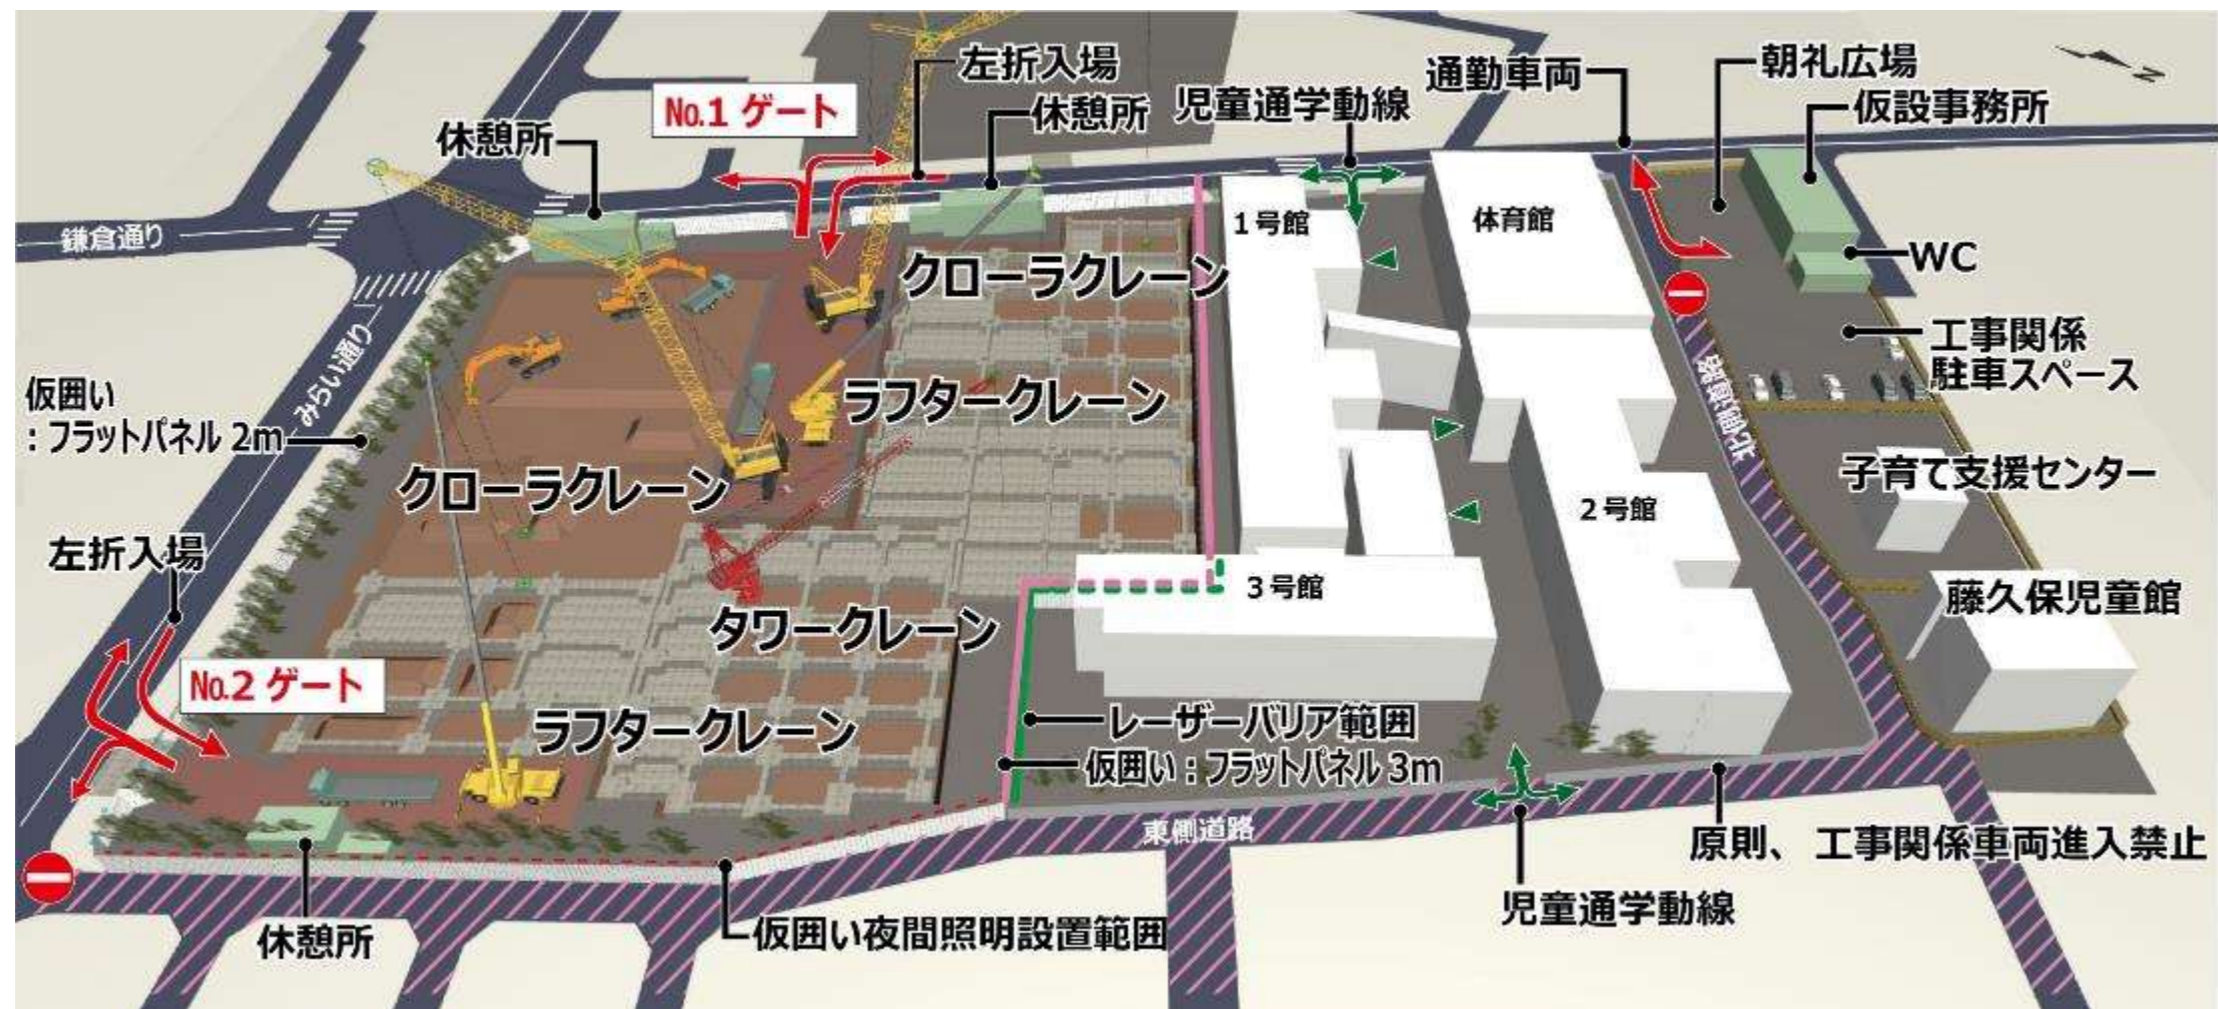 左折入場
朝礼広場
通勤車両
No.1 ゲート
児童通学動線
仮設事務所
休憩所
休憩所
1号館
体育館
鎌倉通り
WC
クローラクレーン
工事関係
駐車スペース
みらい通り
北側道路
仮囲い
:フラットパネル 2m
ラフタークレーン
子育て支援センター
クローラクレーン
2号館
左折入場
3号館
藤久保児童館
タワークレーン
No.2 ゲート
ラフタークレーン
レーザーバリア範囲
仮囲い:フラットパネル 3m
東側道路
原則、工事関係車両進入禁止
児童通学動線
休憩所
仮囲い夜間照明設置範囲
N